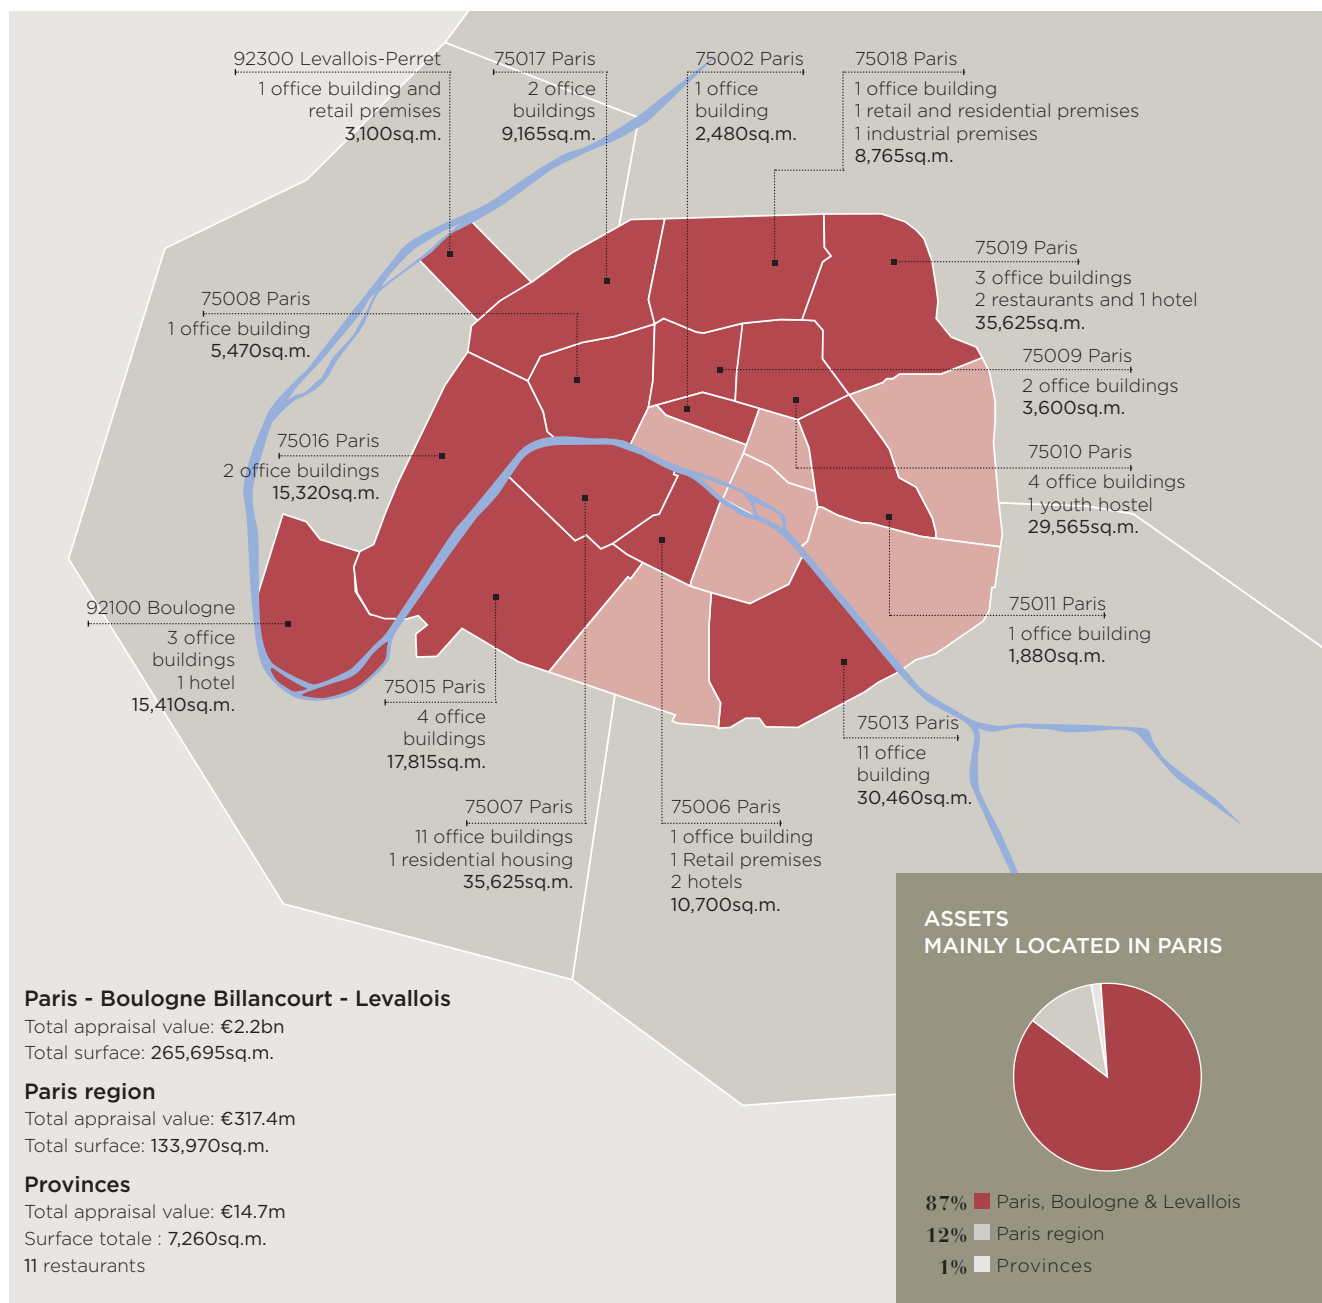 92300 Levallois-Perret
1 office building and
retail premises
3,100sq.m.
75017 Paris
2 office
buildings
9,165sq.m.
75002 Paris
1 office
building
2,480sq.m.
75018 Paris
1 office building
1 retail and residential premises
1 industrial premises
8,765sq.m.
75019 Paris
3 office buildings
2 restaurants and 1 hotel
35,625sq.m.
75008 Paris
1 office building
5,470sq.m.
75009 Paris
2 office buildings
3,600sq.m.
75016 Paris
2 office buildings
15,320sq.m.
75010 Paris
4 office buildings
1 youth hostel
29,565sq.m.
92100 Boulogne
3 office
buildings
1 hotel
15,410sq.m.
75011 Paris
1 office building
1,880sq.m.
75015 Paris
4 office
buildings
17,815sq.m.
75013 Paris
11 office
building
30,460sq.m.
75007 Paris
11 office buildings
1 residential housing
35,625sq.m.
75006 Paris
1 office building
1 Retail premises
2 hotels
10,700sq.m.
Paris - Boulogne Billancourt - Levallois
Total appraisal value: €2.2bn
Total surface: 265,695sq.m.
Paris region
Total appraisal value: €317.4m
Total surface: 133,970sq.m.
Provinces
Total appraisal value: €14.7m
Surface totale : 7,260sq.m.
11 restaurants
ASSETS
MAINLY LOCATED IN PARIS
87% Paris, Boulogne & Levallois
12% Paris region
1% Provinces